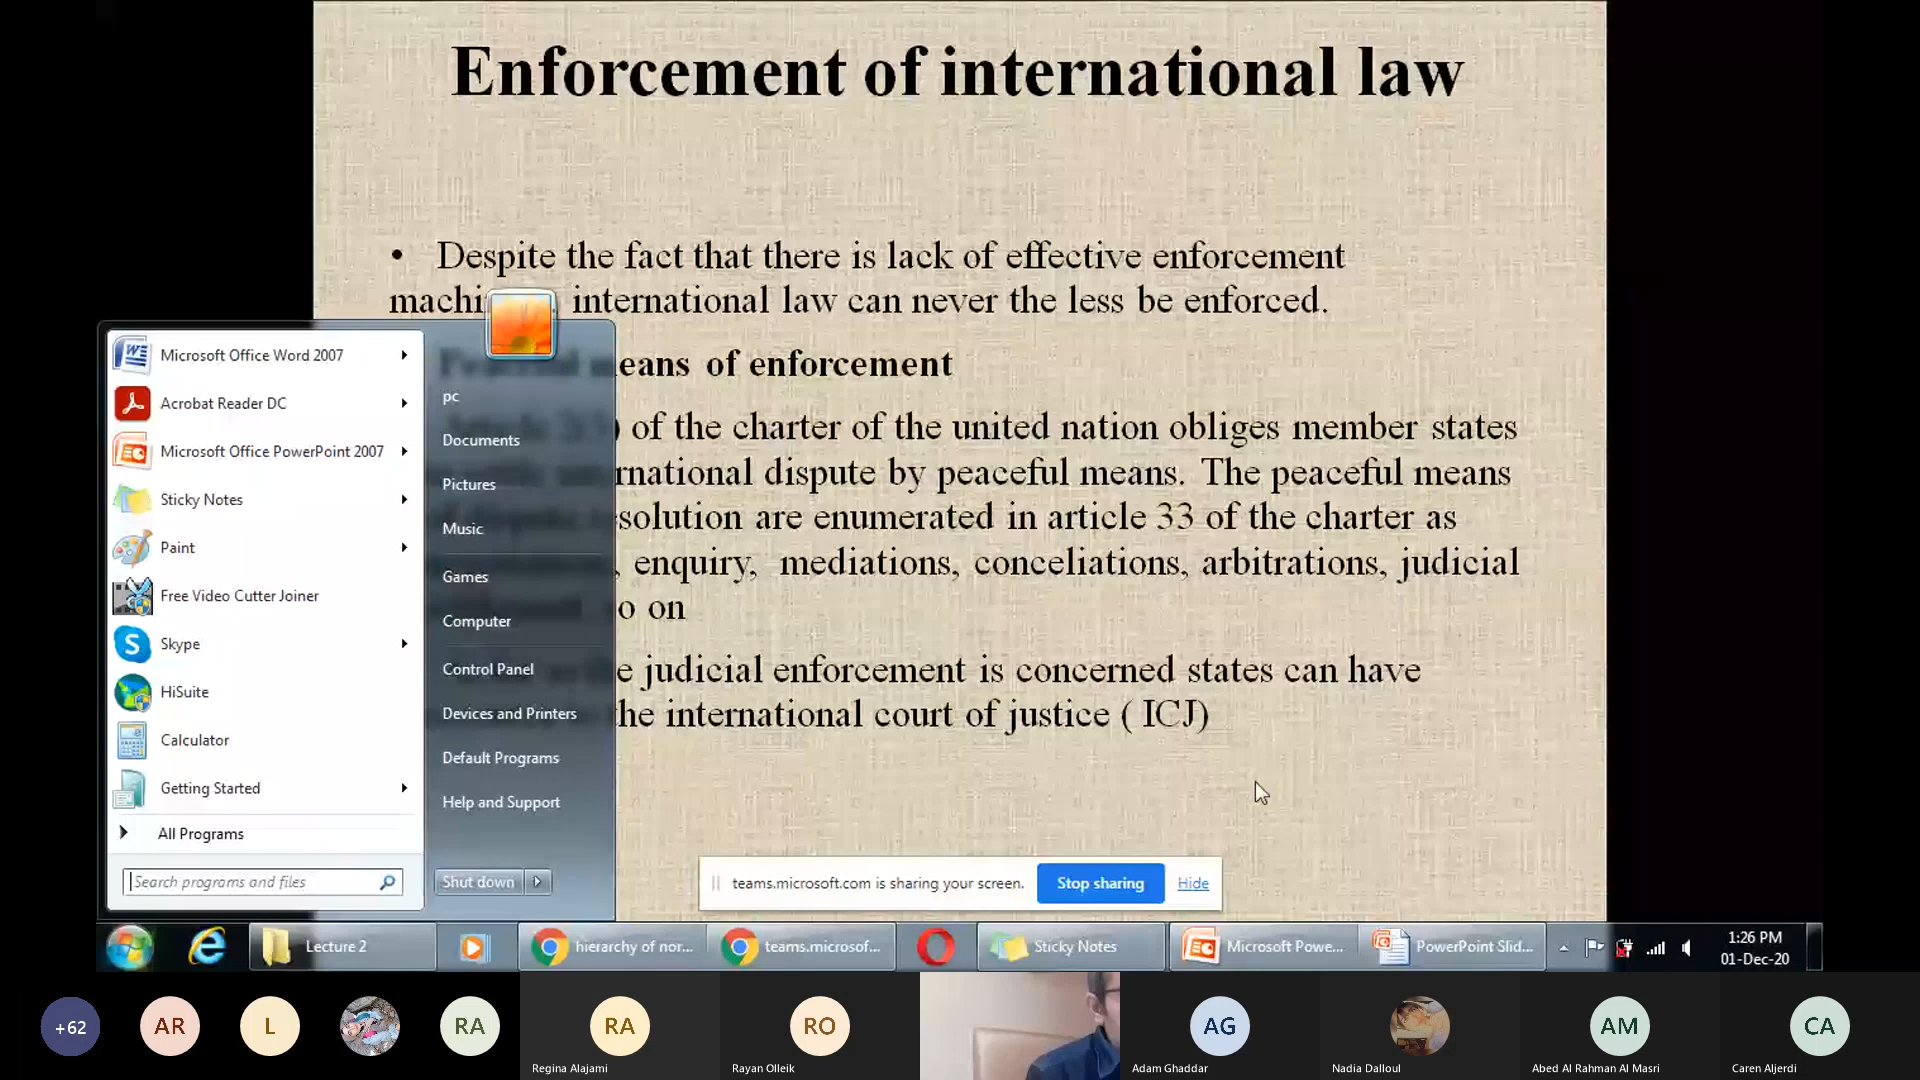 Enforcement of international law
• Despite the fact that there is lack of effective enforcement
international law can never the less be enforced.
means of enforcement
of the charter of the united nation obliges member states
dispute by peaceful means. The peaceful means
are enumerated in article 33 of the charter as
, enquiry, mediations, conceliations, arbitrations, judicial
on
judicial enforcement is concerned states can have
the international court of justice ( ICJ)
Microsoft Office Word 2007
Acrobat Reader DC
Microsoft Office PowerPoint 2007
Sticky Notes
Paint
Free Video Cutter Joiner
Skype
HiSuite
Calculator
Getting Started
All Programs
Search programs and files
pc
Documents
Pictures
Music
Games
Computer
Control Panel
Devices and Printers
Default Programs
Help and Support
Shut down
teams.microsoft.com is sharing your screen. Stop sharing Hide
Lecture 2 hierarchy of nor... teams.microsof... Sticky Notes Microsoft Powe... PowerPoint Slid...
1:26 PM
01-Dec-20
+62 AR L RA RA RO AG AM CA
Regina Alajami Rayan Olleik Adam Ghaddar Nadia Dalloul Abed Al Rahman Al Masri Caren Aljerdi